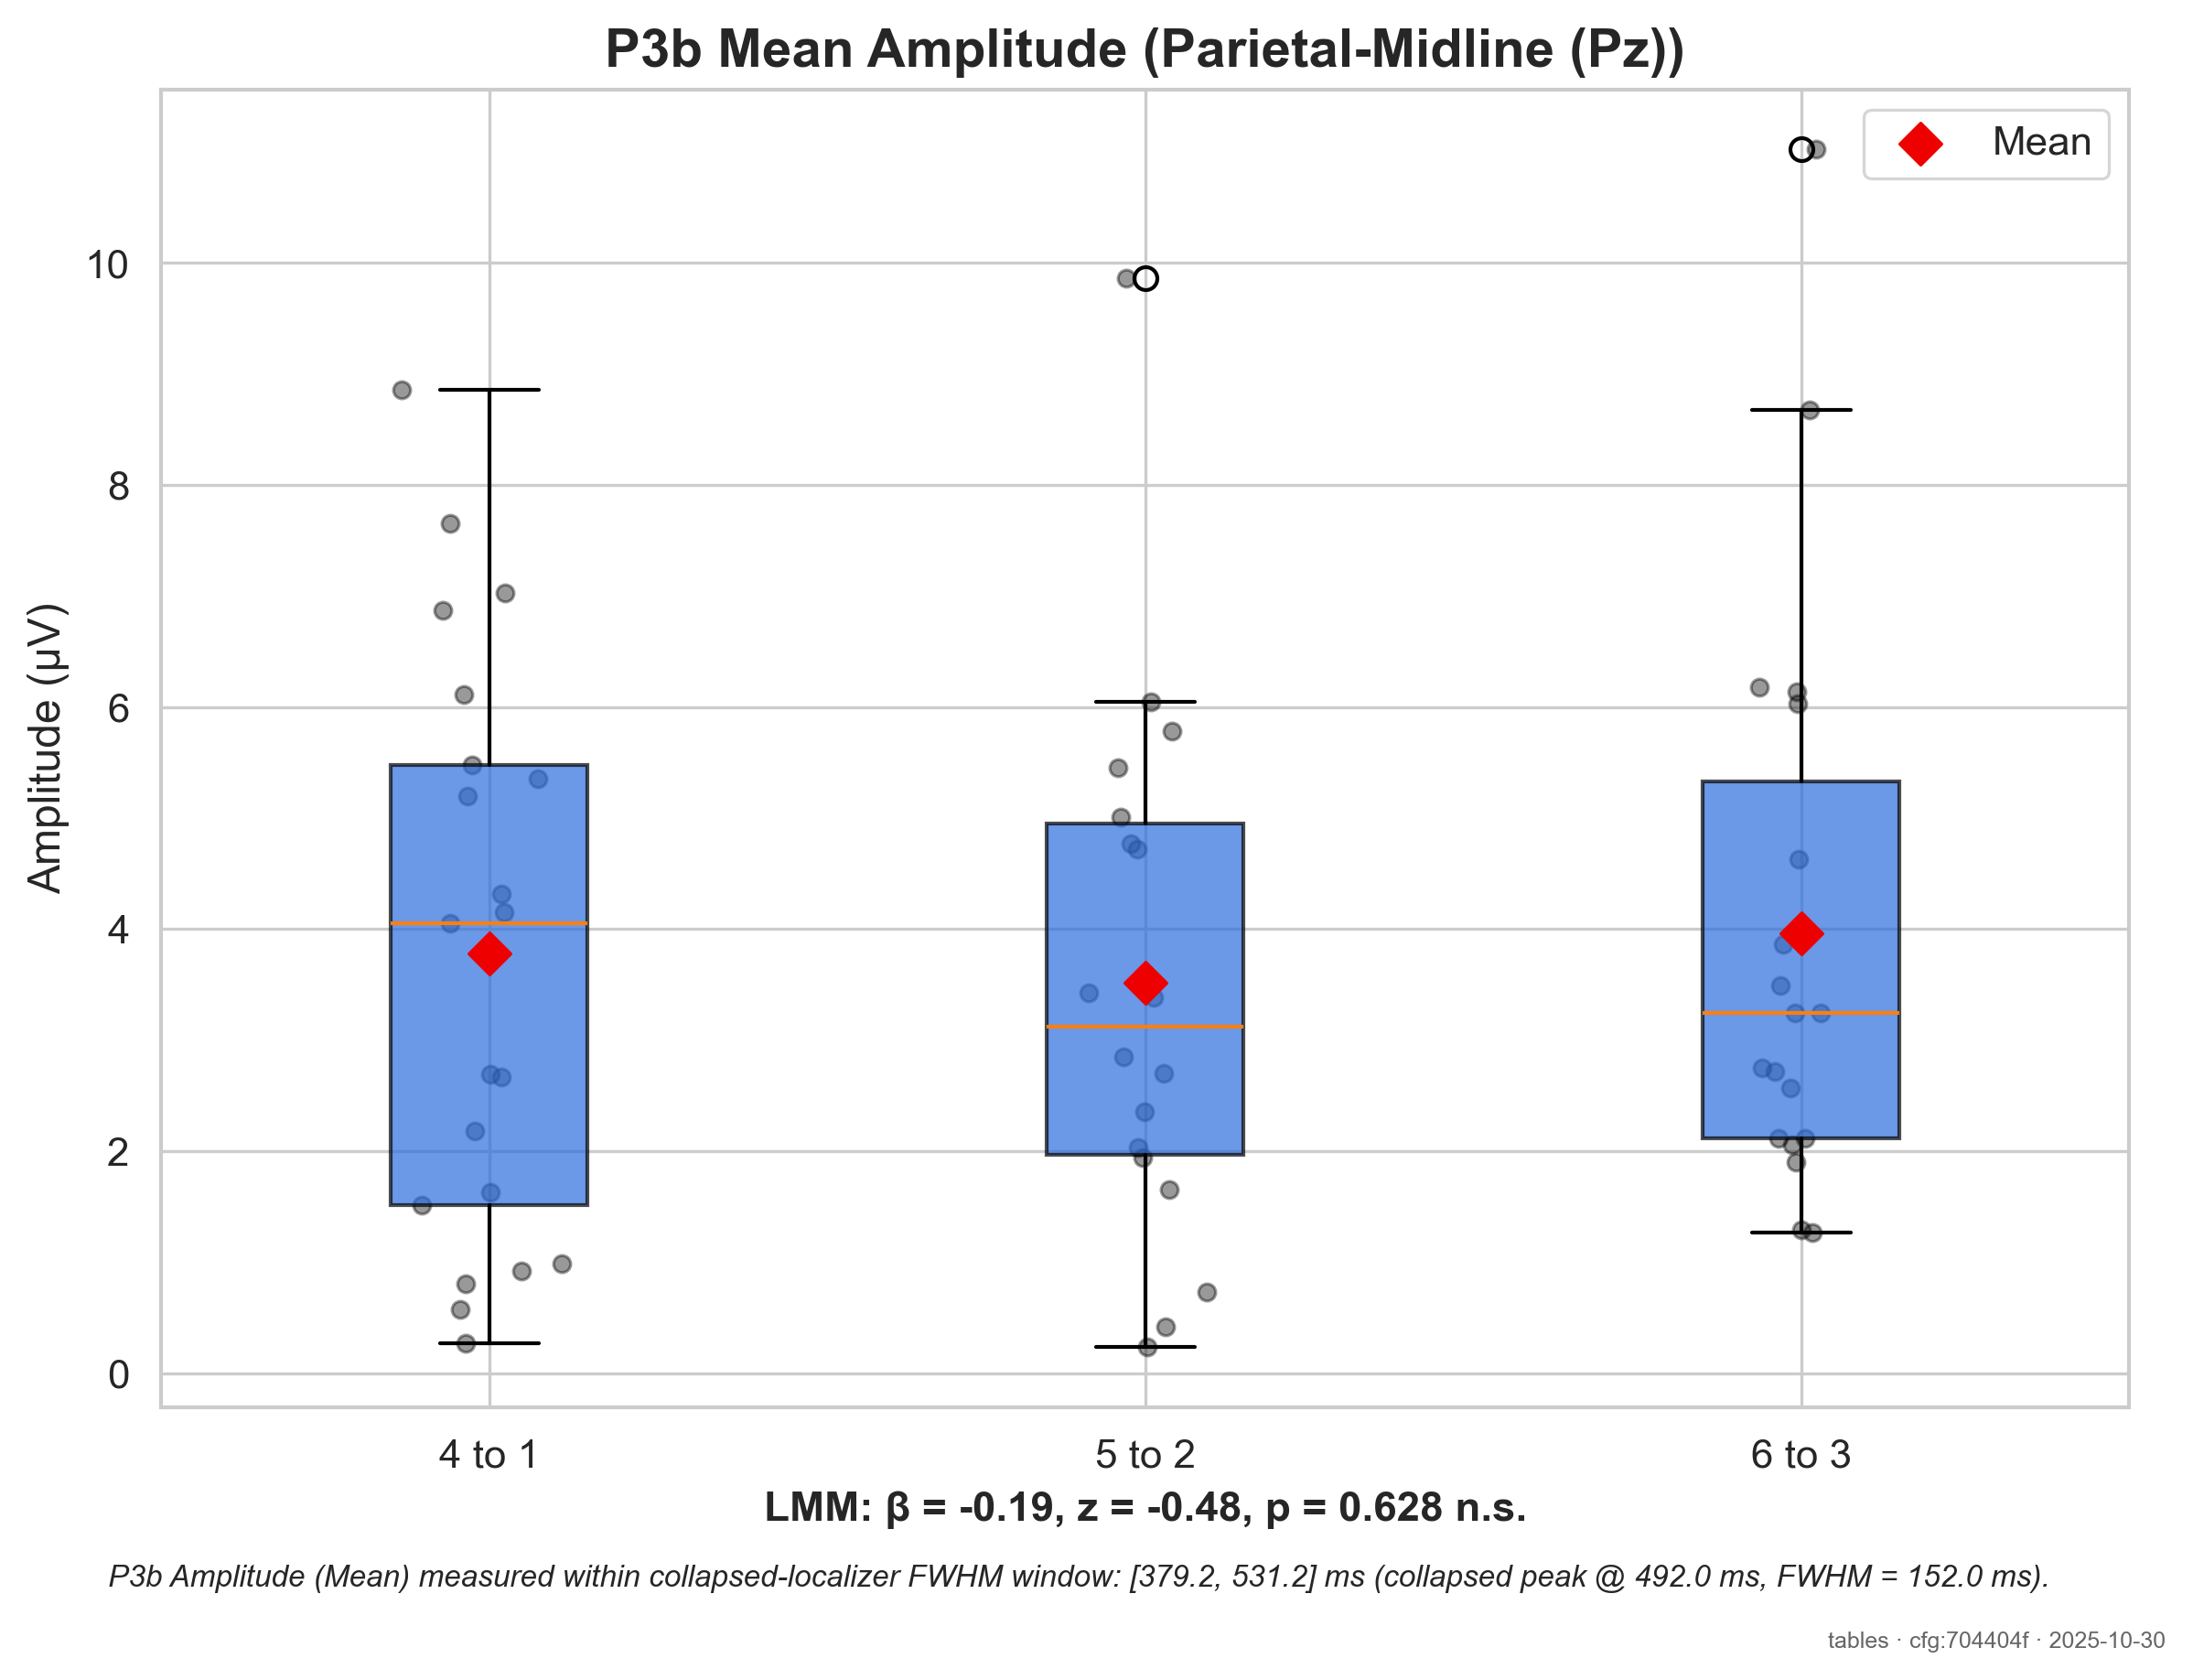 P3b Mean Amplitude (Parietal-Midline (Pz))
Mean
Amplitude (µV)
10
8
6
4
2
0
4 to 1
5 to 2
6 to 3
LMM: β = -0.19, z = -0.48, p = 0.628 n.s.
P3b Amplitude (Mean) measured within collapsed-localizer FWHM window: [379.2, 531.2] ms (collapsed peak @ 492.0 ms, FWHM = 152.0 ms).
tables · cfg:704404f · 2025-10-30